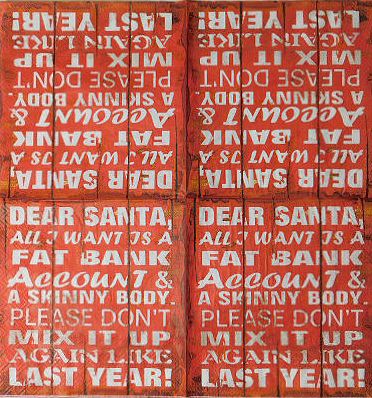 DEAR SANTA,
ALL I WANT IS A
FAT BANK
Account &
A SKINNY BODY.
PLEASE DON'T
MIX IT UP
AGAIN LIKE
LAST YEAR!
DEAR SANTA,
ALL I WANT IS A
FAT BANK
Account &
A SKINNY BODY.
PLEASE DON'T
MIX IT UP
AGAIN LIKE
LAST YEAR!
DEAR SANTA,
ALL I WANT IS A
FAT BANK
Account &
A SKINNY BODY.
PLEASE DON'T
MIX IT UP
AGAIN LIKE
LAST YEAR!
DEAR SANTA,
ALL I WANT IS A
FAT BANK
Account &
A SKINNY BODY.
PLEASE DON'T
MIX IT UP
AGAIN LIKE
LAST YEAR!